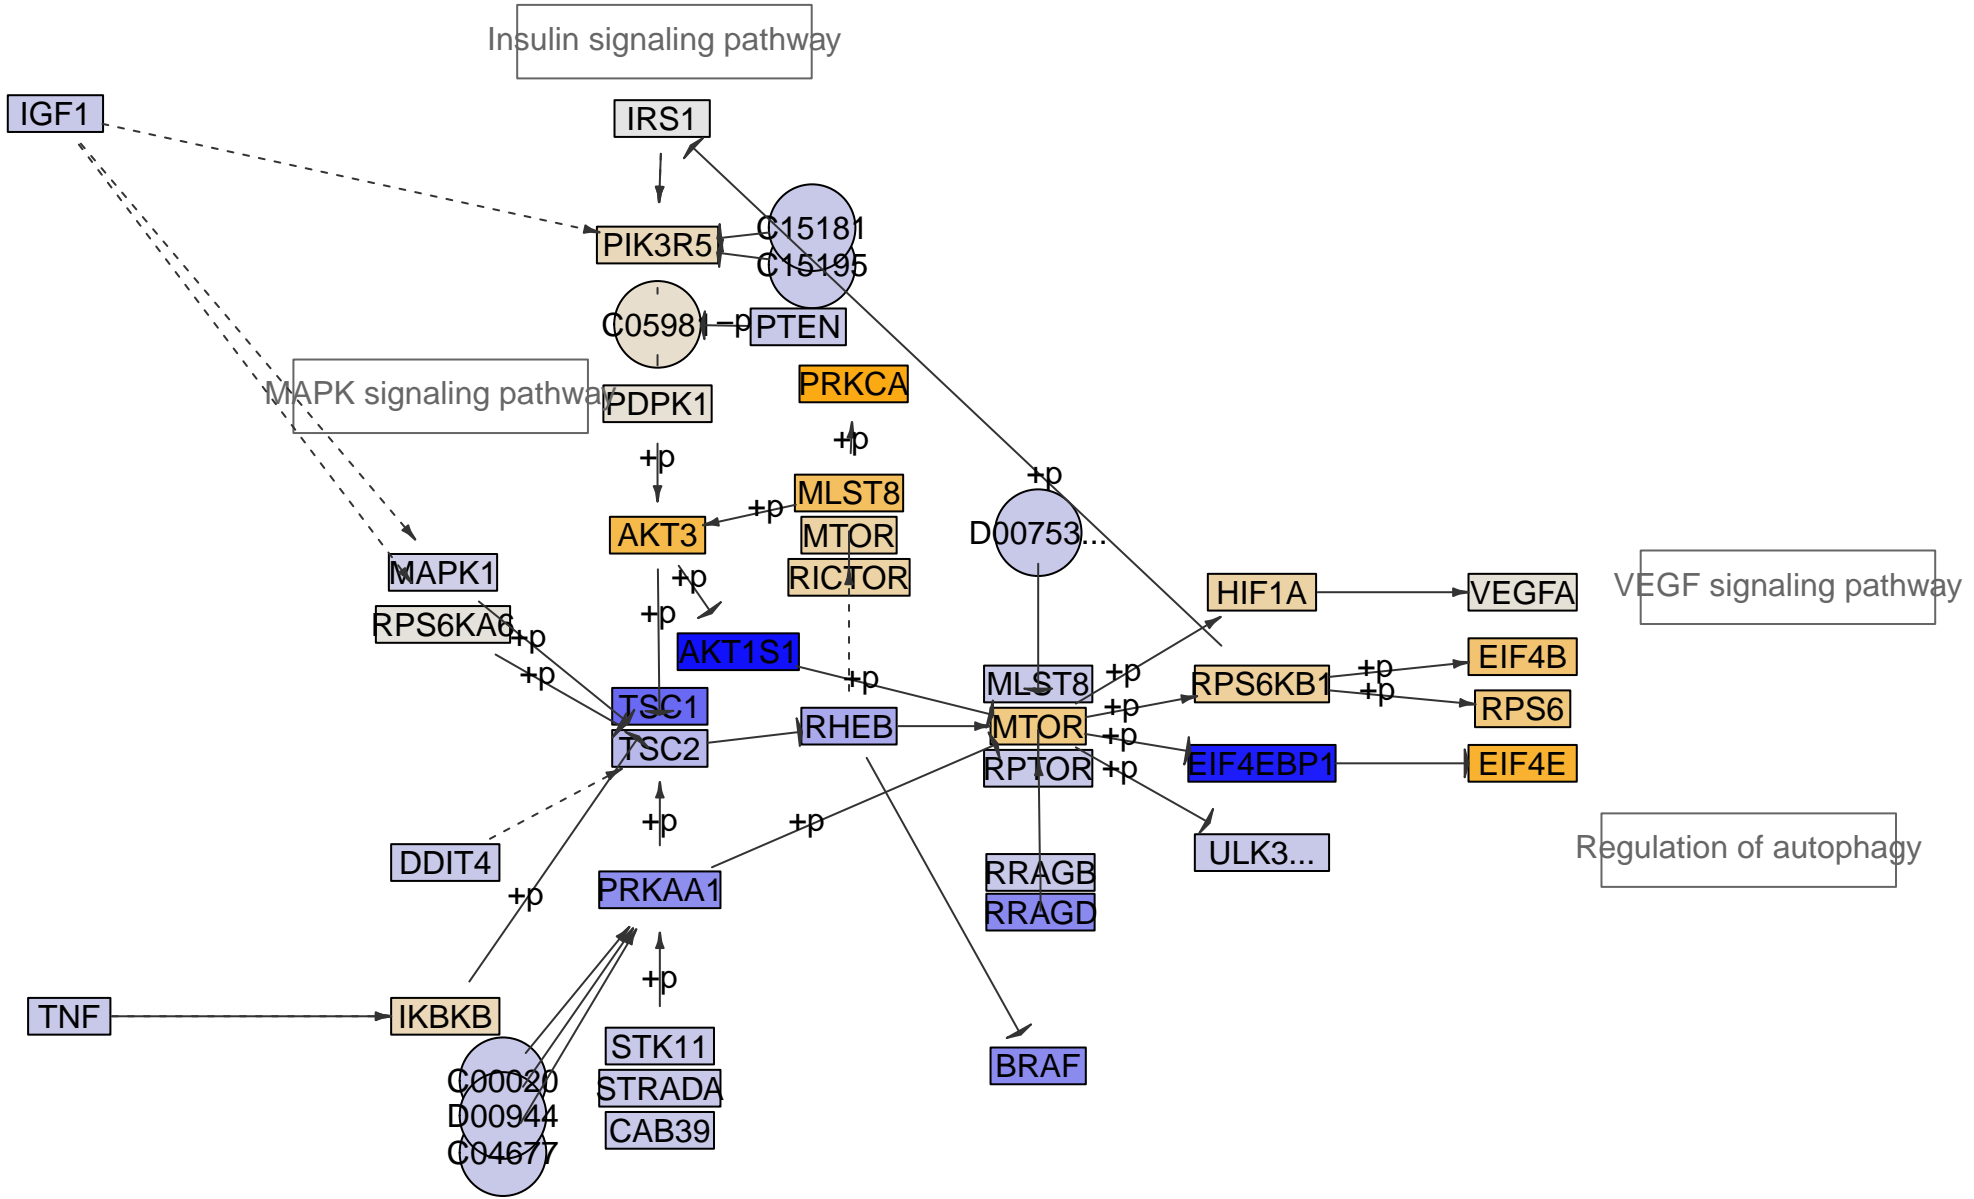 Insulin signaling pathway
IGF1
IRS1
C15181
PIK3R5
C15195
C0598
−p
PTEN
MAPK signaling pathway
PDPK1
PRKCA
+p
+p
MLST8
+p
AKT3
MTOR
D00753...
+p
RICTOR
+p
MAPK1
HIF1A
VEGFA
VEGF signaling pathway
+p
RPS6KA6
+p
+p
AKT1S1
EIF4B
+p
+p
+p
MLST8
+p
RPS6KB1
+p
TSC1
+p
RPS6
RHEB
MTOR
TSC2
+p
RPTOR
+p
EIF4EBP1
EIF4E
+p
+p
DDIT4
ULK3...
Regulation of autophagy
RRAGB
PRKAA1
+p
RRAGD
+p
TNF
IKBKB
STK11
BRAF
C00020
STRADA
D00944
CAB39
C04677